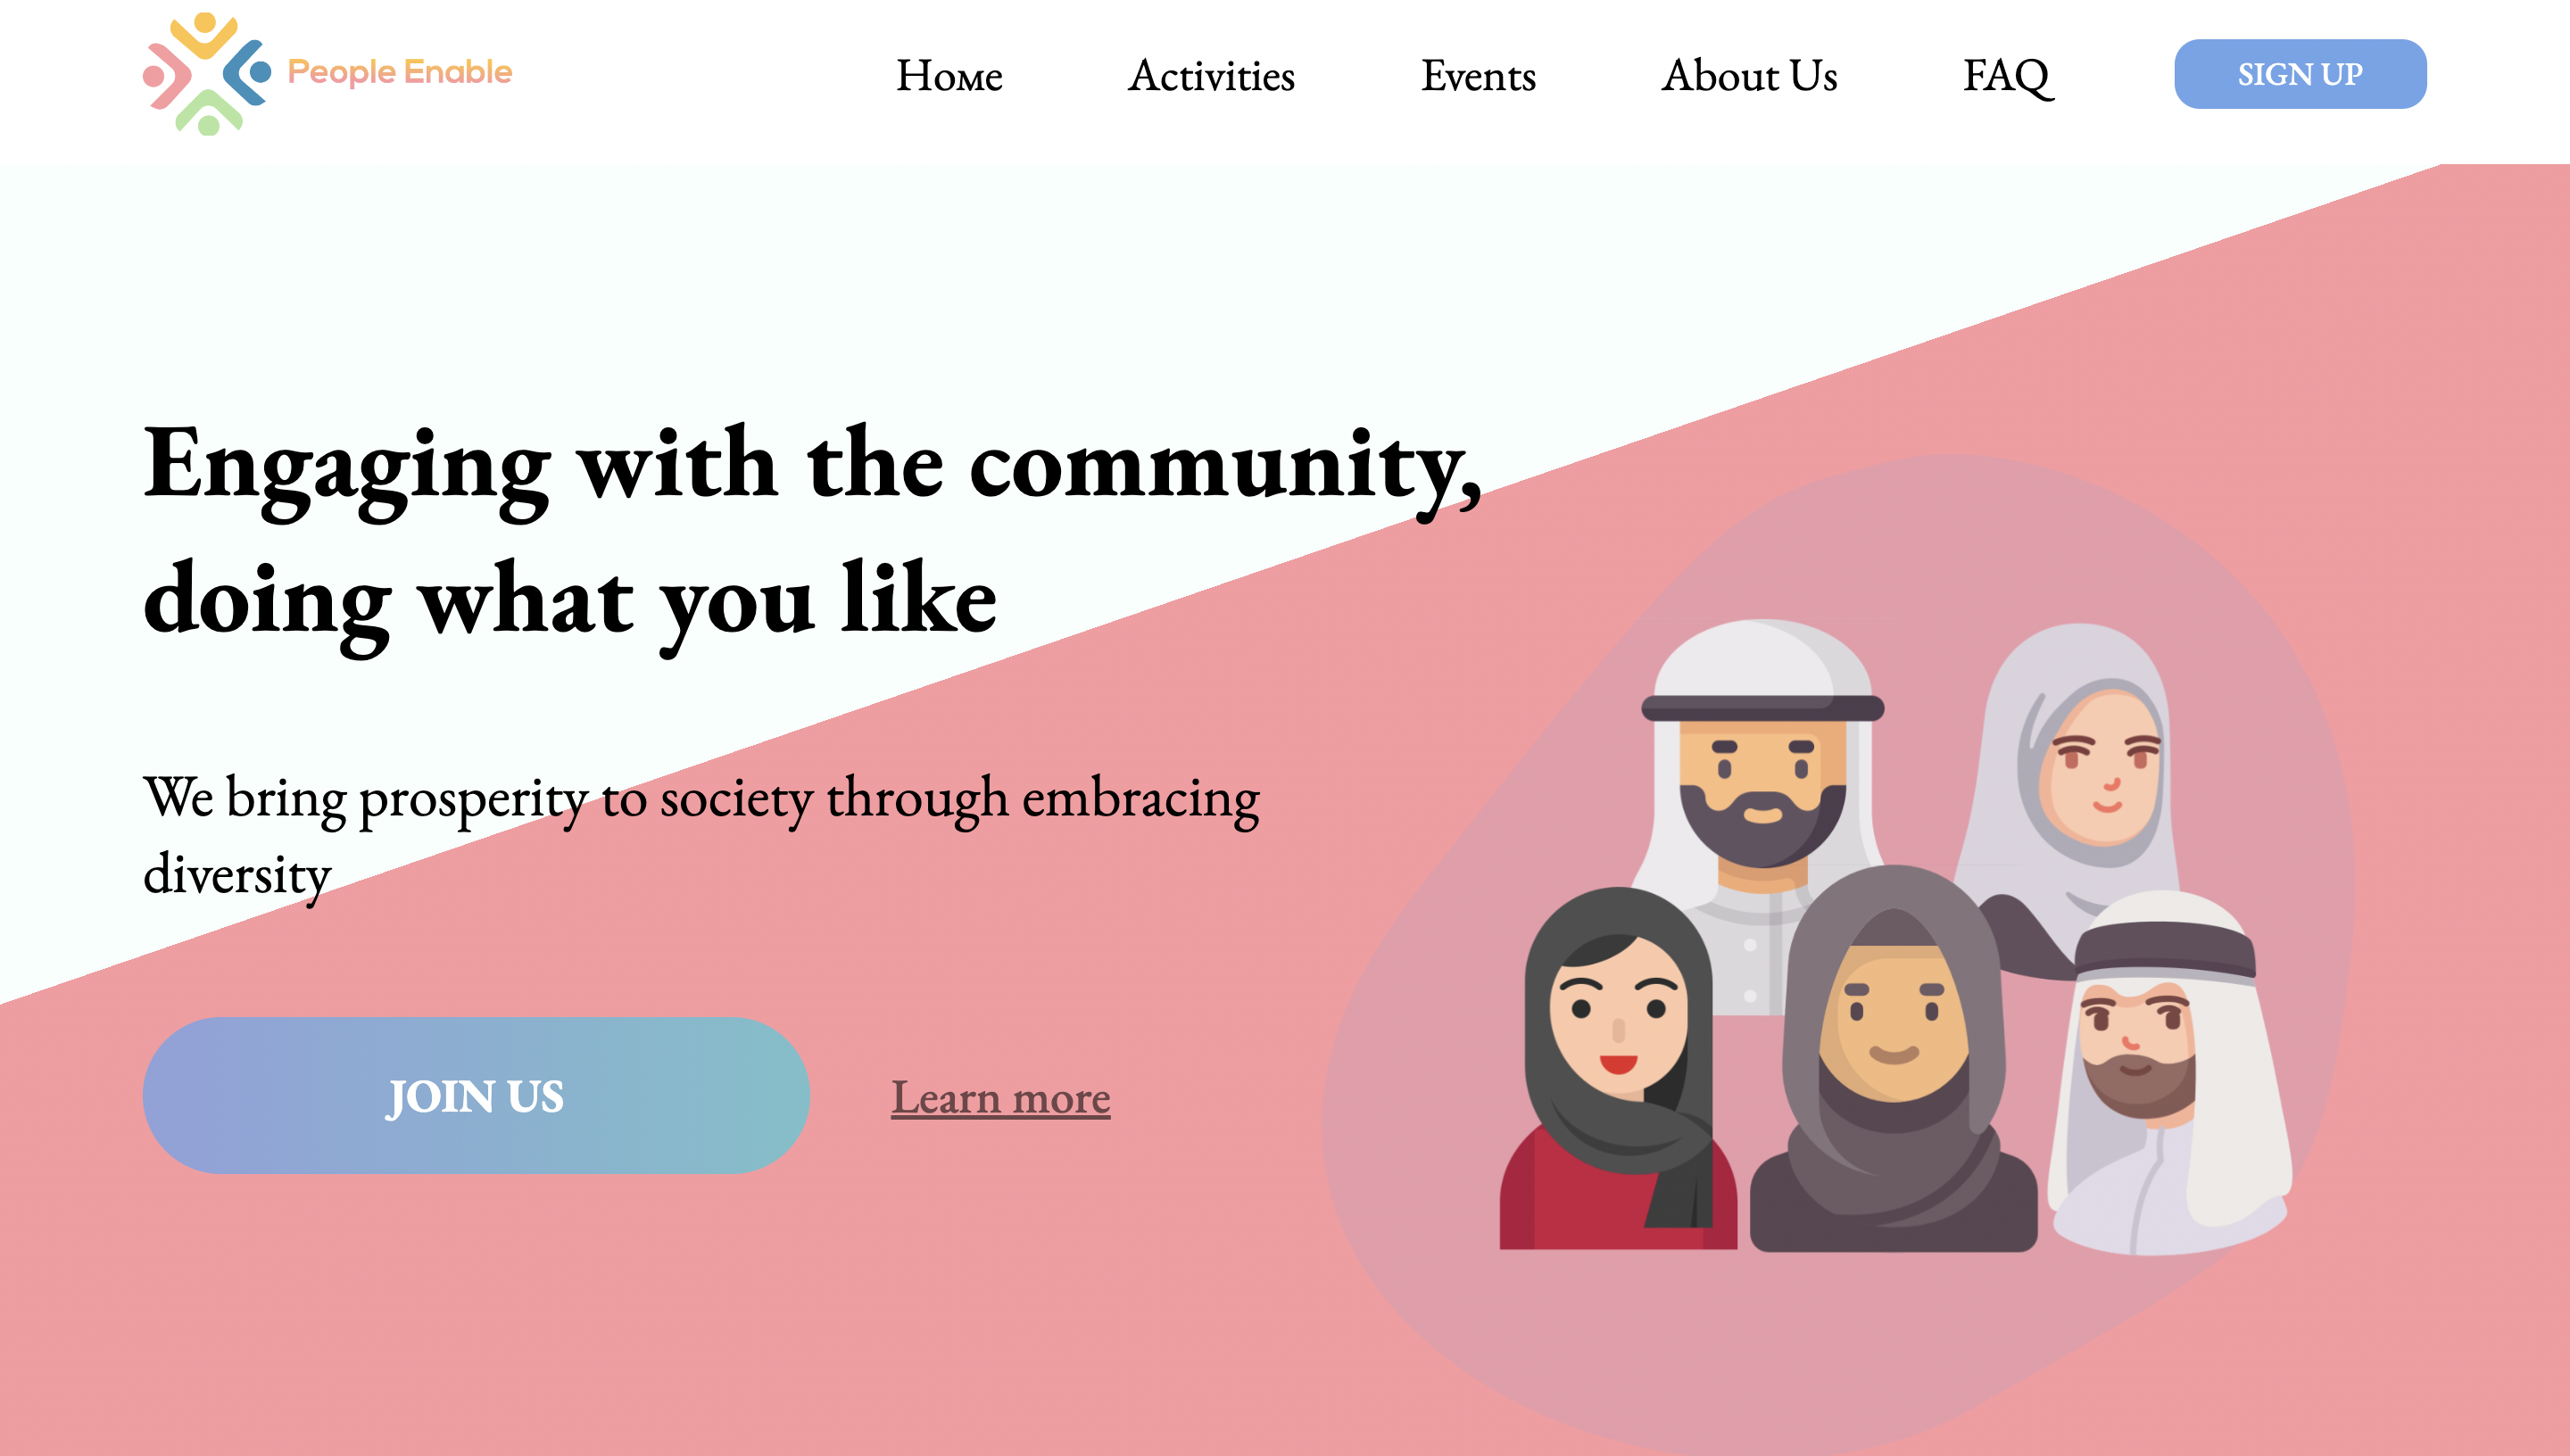 People Enable
Home
Activities
Events
About Us
FAQ
SIGN UP
Engaging with the community,
doing what you like
We bring prosperity to society through embracing
diversity
JOIN US
Learn more